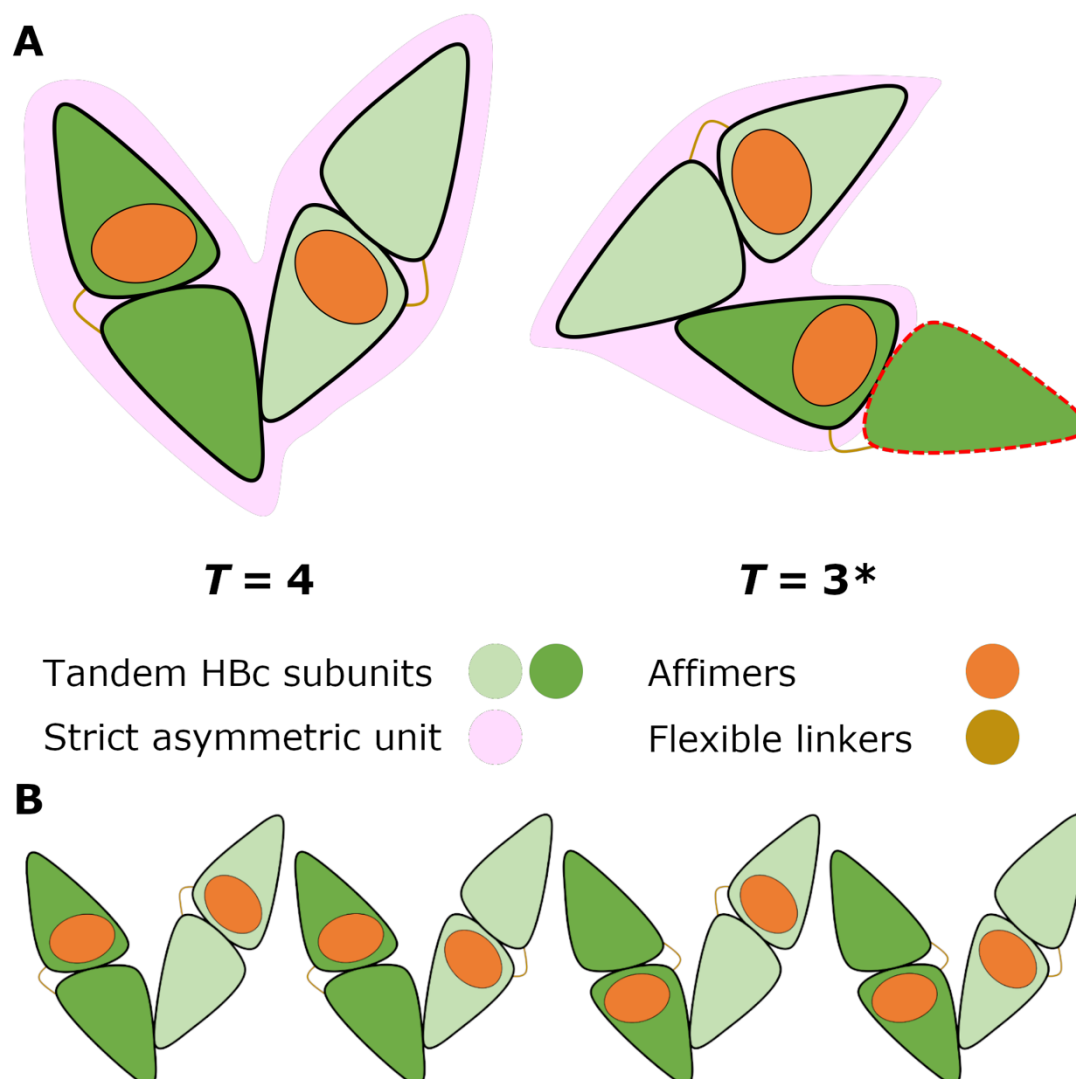 A
T = 4
T = 3*
Tandem HBc subunits
Affimers
Strict asymmetric unit
Flexible linkers
B